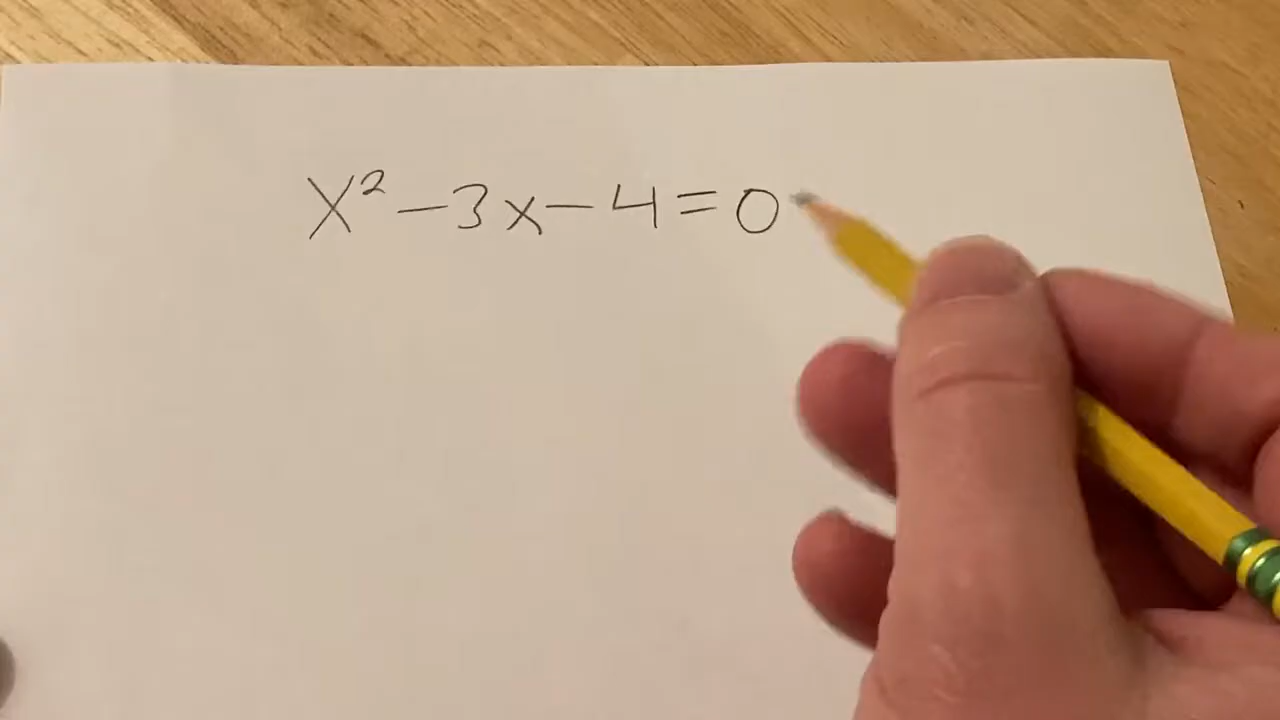 X² - 3x - 4 = 0